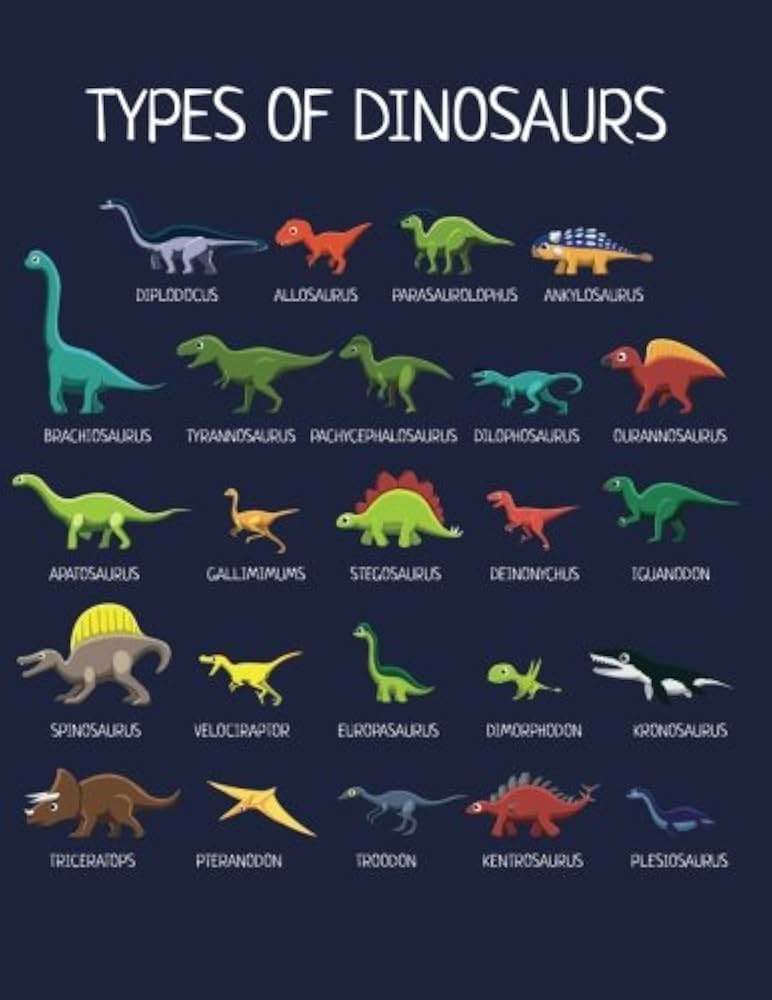 TYPES OF DINOSAURS
DIPLODOCUS ALLOSAURUS PARASAUROLOPHUS ANKYLOSAURUS
BRACHIOSAURUS TYRANNOSAURUS PACHYCEPHALOSAURUS DILOPHOSAURUS OURANNOSAURUS
APATOSAURUS GALLIMIMUMS STEGOSAURUS DEINONYCHUS IGUANODON
SPINOSAURUS VELOCIRAPTOR EUROPASAURUS DIMORPHODON KRONOSAURUS
TRICERATOPS PTERANODON TROODON KENTROSAURUS PLESIOSAURUS